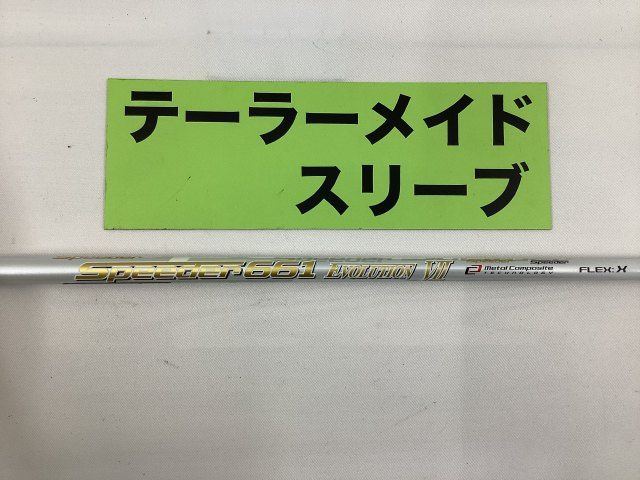 テーラーメイド
スリーブ
Speeder 661 EVOLUTION VII
Metal Composite
TECHNOLOGY
Speeder
FLEX: X